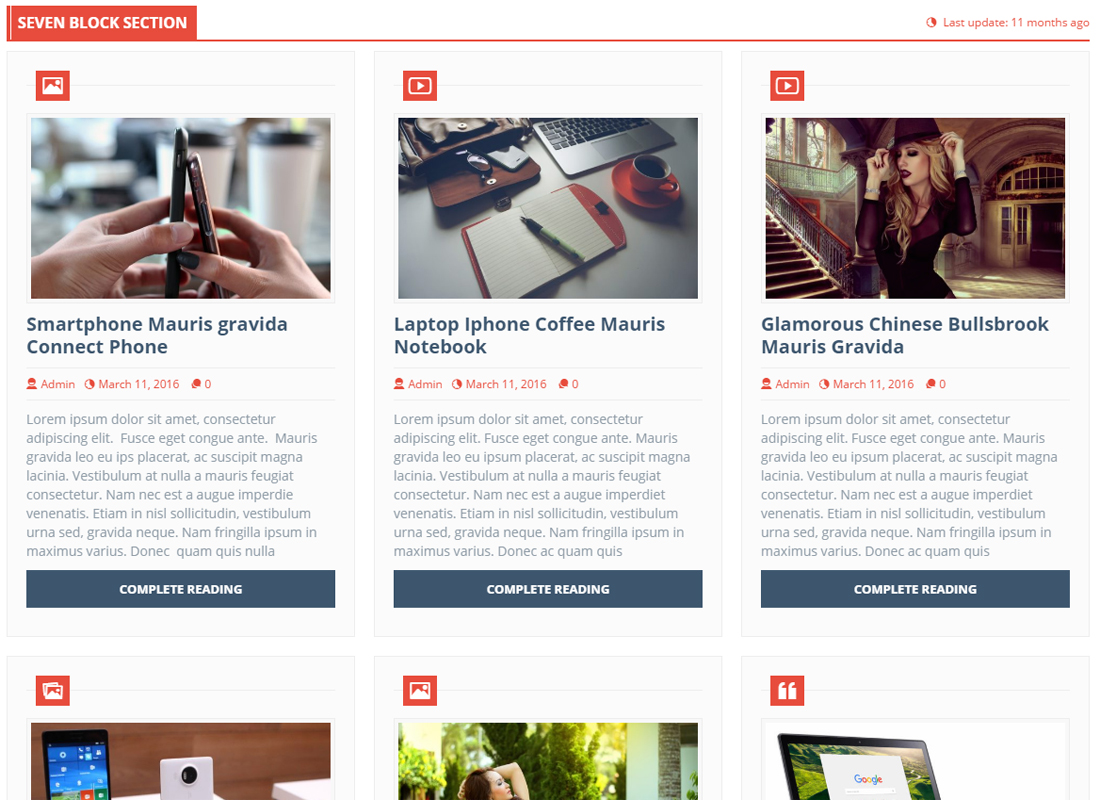 SEVEN BLOCK SECTION
Last update: 11 months ago
Smartphone Mauris gravida
Connect Phone
Admin March 11, 2016 0
Lorem ipsum dolor sit amet, consectetur
adipiscing elit.  Fusce eget congue ante.  Mauris
gravida leo eu ips placerat, ac suscipit magna
lacinia. Vestibulum at nulla a mauris feugiat
consectetur. Nam nec est a augue imperdie
venenatis. Etiam in nisl sollicitudin, vestibulum
urna sed, gravida neque. Nam fringilla ipsum in
maximus varius. Donec  quam quis nulla
COMPLETE READING
Laptop Iphone Coffee Mauris
Notebook
Admin March 11, 2016 0
Lorem ipsum dolor sit amet, consectetur
adipiscing elit. Fusce eget congue ante. Mauris
gravida leo eu ipsum placerat, ac suscipit magna
lacinia. Vestibulum at nulla a mauris feugiat
consectetur. Nam nec est a augue imperdiet
venenatis. Etiam in nisl sollicitudin, vestibulum
urna sed, gravida neque. Nam fringilla ipsum in
maximus varius. Donec ac quam quis
COMPLETE READING
Glamorous Chinese Bullsbrook
Mauris Gravida
Admin March 11, 2016 0
Lorem ipsum dolor sit amet, consectetur
adipiscing elit. Fusce eget congue ante. Mauris
gravida leo eu ipsum placerat, ac suscipit magna
lacinia. Vestibulum at nulla a mauris feugiat
consectetur. Nam nec est a augue imperdiet
venenatis. Etiam in nisl sollicitudin, vestibulum
urna sed, gravida neque. Nam fringilla ipsum in
maximus varius. Donec ac quam quis
COMPLETE READING
Google